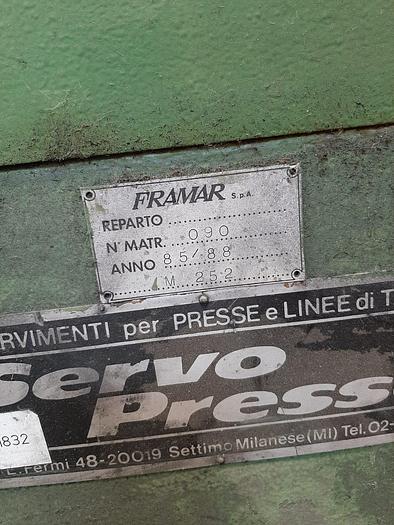 FRAMAR S.p.A.
REPARTO
N° MATR. 090
ANNO 85/88
M 252
RVIMENTI per PRESSE e LINEE di T
servo
Press
832
E. Fermi 48-20019 Settimo Milanese (MI) Tel. 02-